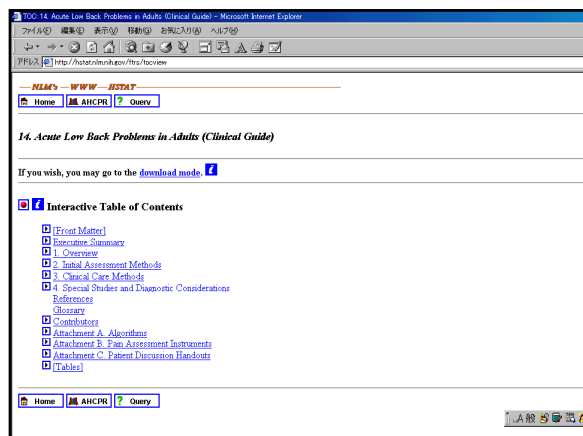 TOC: 14. Acute Low Back Problems in Adults (Clinical Guide) - Microsoft Internet Explorer
ファイル(F) 編集(E) 表示(V) 移動(G) お気に入り(A) ヘルプ(H)
アドレス http://hstat.nlm.nih.gov/ftrs/tocview
NLM's WWW HSTAT
Home AHCPR ? Query
14. Acute Low Back Problems in Adults (Clinical Guide)
If you wish, you may go to the download mode. i
i Interactive Table of Contents
[Front Matter]
Executive Summary
1. Overview
2. Initial Assessment Methods
3. Clinical Care Methods
4. Special Studies and Diagnostic Considerations
References
Glossary
Contributors
Attachment A. Algorithms
Attachment B. Pain Assessment Instruments
Attachment C. Patient Discussion Handouts
[Tables]
Home AHCPR ? Query
A 般